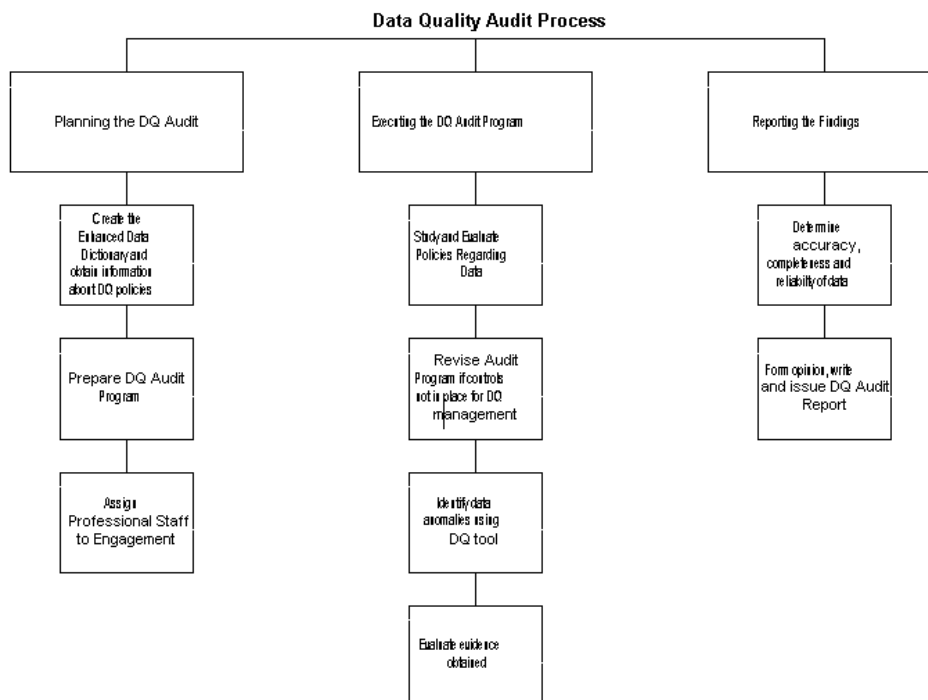 Data Quality Audit Process
Planning the DQ Audit
Executing the DQ Audit Program
Reporting the Findings
Create the
Enhanced Data
Dictionary and
obtain information
about DQ policies
Study and Evaluate
Policies Regarding
Data
Determine
accuracy,
completeness and
reliability of data
Prepare DQ Audit
Program
Revise Audit
Program if controls
not in place for DQ
management
Form opinion, write
and issue DQ Audit
Report
Assign
Professional Staff
to Engagement
Identify data
anomalies using
DQ tool
Evaluate evidence
obtained